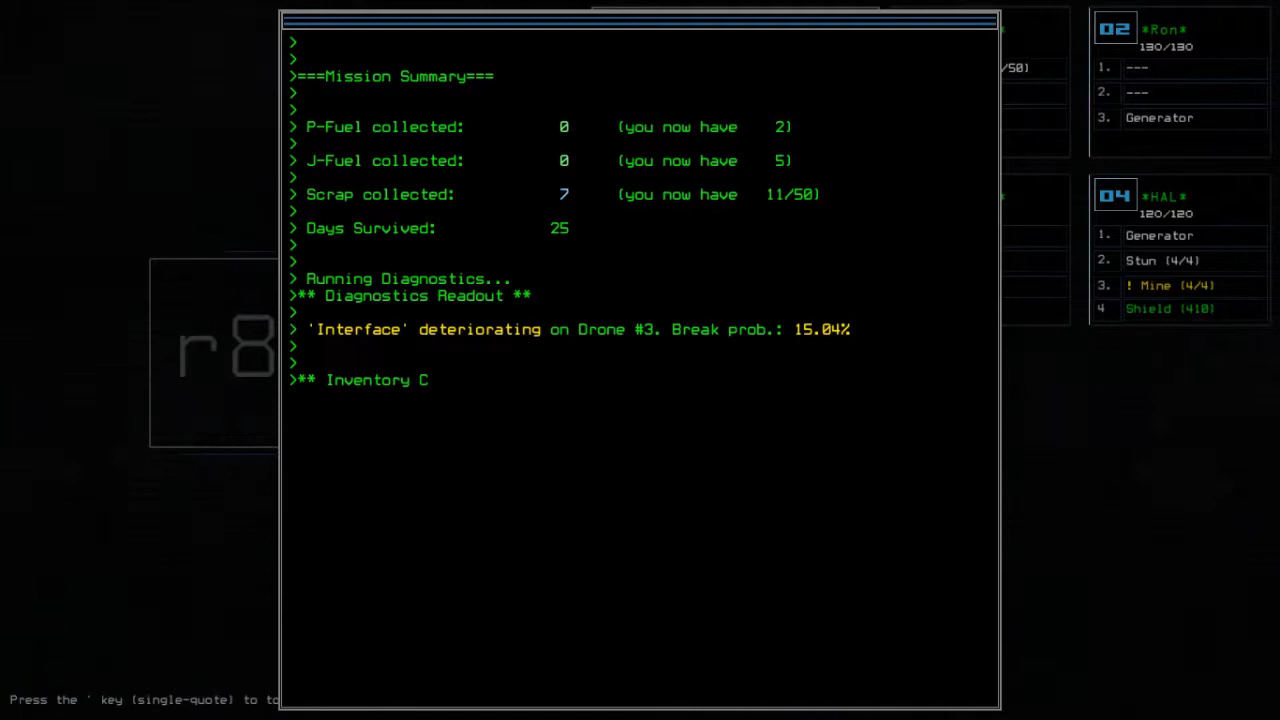 >
>
>===Mission Summary===
>
>
> P-Fuel collected: 0 (you now have 2)
>
> J-Fuel collected: 0 (you now have 5)
>
> Scrap collected: 7 (you now have 11/50)
>
> Days Survived: 25
>
>
> Running Diagnostics...
>** Diagnostics Readout **
>
> 'Interface' deteriorating on Drone #3. Break prob.: 15.04%
>
>
>** Inventory C
/50)
02 *Ron*
130/130
1. ---
2. ---
3. Generator
04 *HAL*
120/120
1. Generator
2. Stun (4/4)
3. ! Mine (4/4)
4 Shield (410)
r8
Press the ' key (single-quote) to to